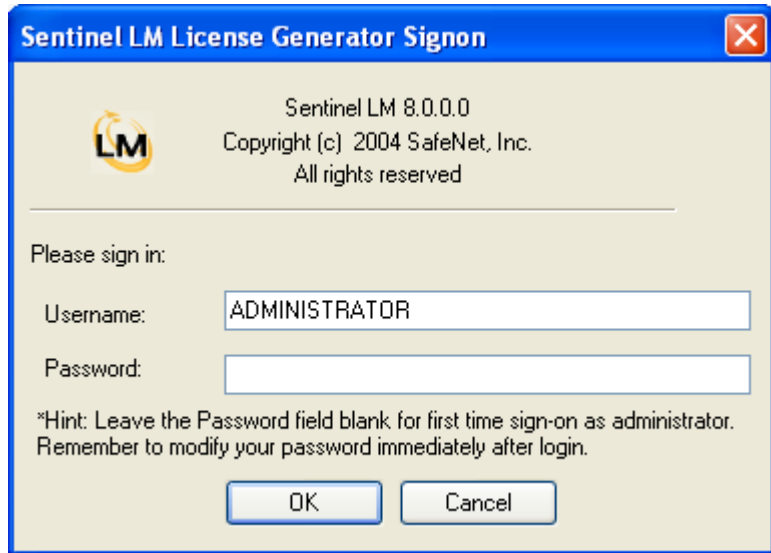 Sentinel LM License Generator Signon
LM
Sentinel LM 8.0.0.0
Copyright (c) 2004 SafeNet, Inc.
All rights reserved
Please sign in:
Username:
ADMINISTRATOR
Password:
*Hint: Leave the Password field blank for first time sign-on as administrator.
Remember to modify your password immediately after login.
OK
Cancel